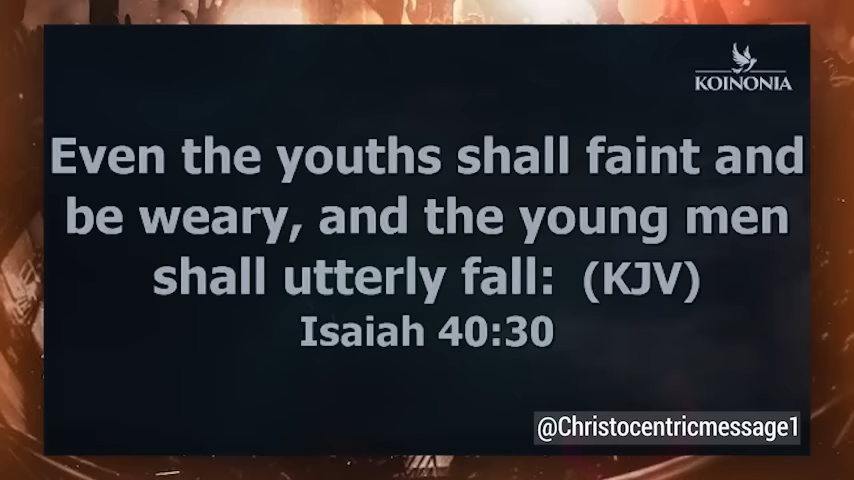 KOINONIA
Even the youths shall faint and
be weary, and the young men
shall utterly fall: (KJV)
Isaiah 40:30
@Christocentricmessage1